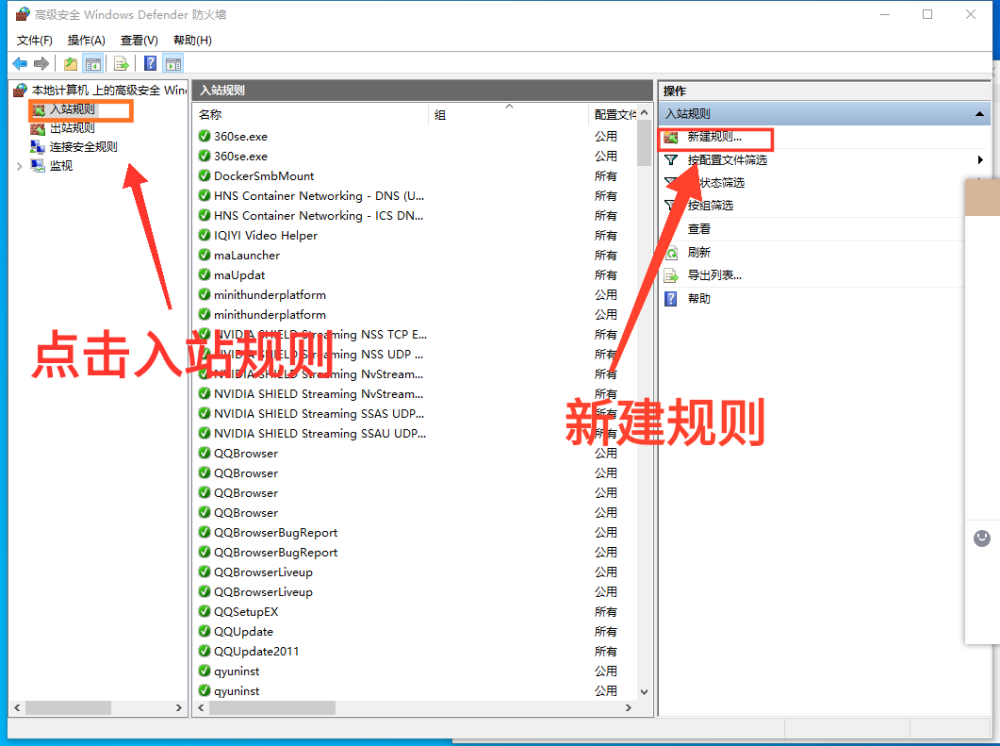 高级安全 Windows Defender 防火墙
文件(F) 操作(A) 查看(V) 帮助(H)
本地计算机 上的高级安全 Win
入站规则
出站规则
连接安全规则
监视
入站规则
名称 组 配置文件
360se.exe 公用
360se.exe 公用
DockerSmbMount 所有
HNS Container Networking - DNS (U... 所有
HNS Container Networking - ICS DN... 所有
IQIYI Video Helper 所有
maLauncher 所有
maUpdat 所有
minithunderplatform 公用
minithunderplatform 公用
NVIDIA SHIELD Streaming NSS TCP E... 所有
NVIDIA SHIELD Streaming NSS UDP ... 所有
NVIDIA SHIELD Streaming NvStream... 所有
NVIDIA SHIELD Streaming NvStream... 所有
NVIDIA SHIELD Streaming SSAS UDP... 所有
NVIDIA SHIELD Streaming SSAU UDP... 所有
QQBrowser 公用
QQBrowser 公用
QQBrowser 公用
QQBrowser 公用
QQBrowserBugReport 公用
QQBrowserBugReport 公用
QQBrowserLiveup 公用
QQBrowserLiveup 公用
QQSetupEX 所有
QQUpdate 所有
QQUpdate2011 所有
qyuninst 公用
qyuninst 公用
操作
入站规则
新建规则...
按配置文件筛选
状态筛选
按组筛选
查看
刷新
导出列表...
帮助
点击入站规则
新建规则